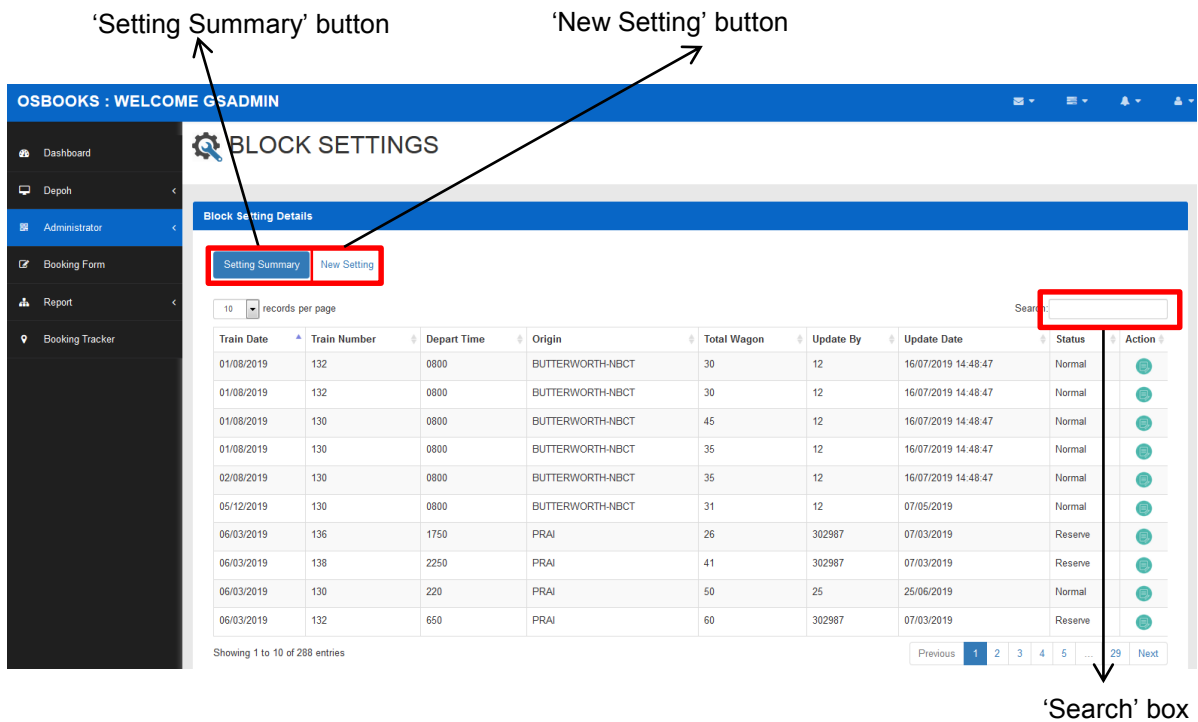 ‘Setting Summary’ button ‘New Setting’ button
OSBOOKS : WELCOME GSADMIN
BLOCK SETTINGS
Dashboard
Depoh
Administrator
Booking Form
Report
Booking Tracker
Block Setting Details
Setting Summary New Setting
10 records per page Search:
Train Date Train Number Depart Time Origin Total Wagon Update By Update Date Status Action
01/08/2019 132 0800 BUTTERWORTH-NBCT 30 12 16/07/2019 14:48:47 Normal
01/08/2019 132 0800 BUTTERWORTH-NBCT 30 12 16/07/2019 14:48:47 Normal
01/08/2019 130 0800 BUTTERWORTH-NBCT 45 12 16/07/2019 14:48:47 Normal
01/08/2019 130 0800 BUTTERWORTH-NBCT 35 12 16/07/2019 14:48:47 Normal
02/08/2019 130 0800 BUTTERWORTH-NBCT 35 12 16/07/2019 14:48:47 Normal
05/12/2019 130 0800 BUTTERWORTH-NBCT 31 12 07/05/2019 Normal
06/03/2019 136 1750 PRAI 26 302987 07/03/2019 Reserve
06/03/2019 138 2250 PRAI 41 302987 07/03/2019 Reserve
06/03/2019 130 220 PRAI 50 25 25/06/2019 Normal
06/03/2019 132 650 PRAI 60 302987 07/03/2019 Reserve
Showing 1 to 10 of 288 entries Previous 1 2 3 4 5 ... 29 Next
‘Search’ box